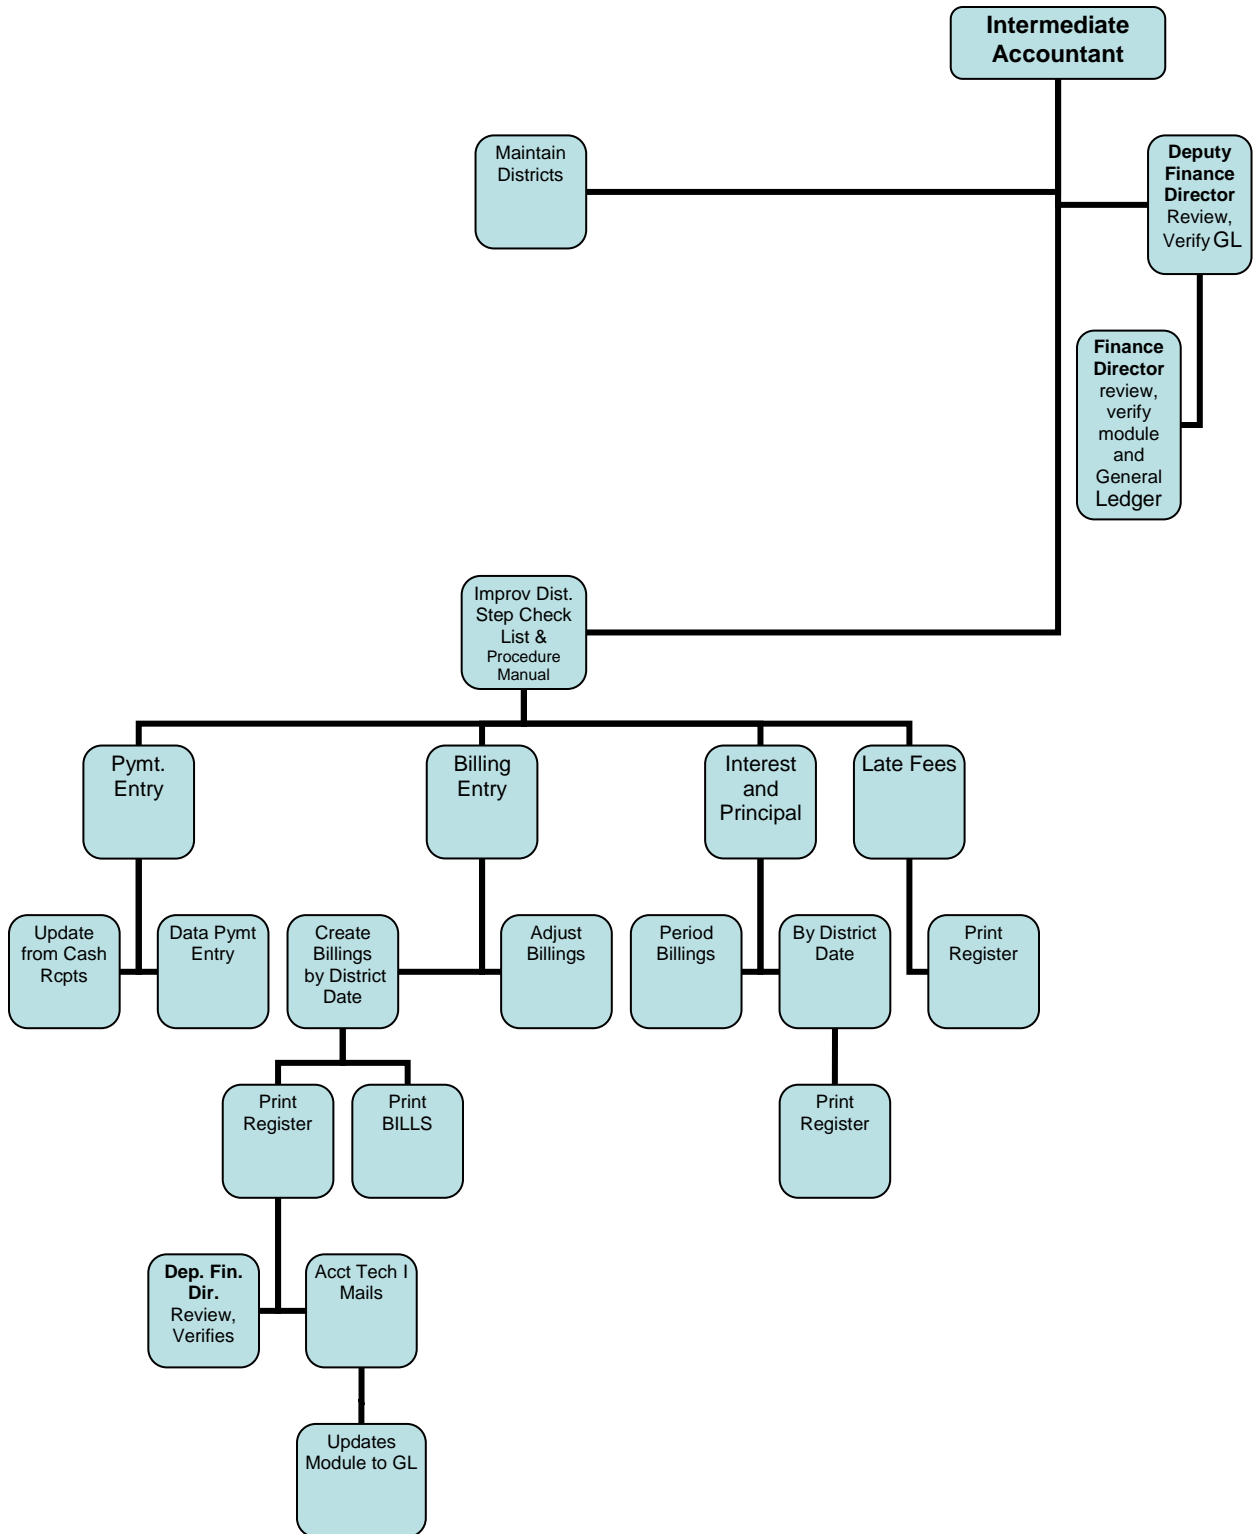 Intermediate
Accountant
Maintain
Districts
Deputy
Finance
Director
Review,
Verify GL
Finance
Director
review,
verify
module
and
General
Ledger
Improv Dist.
Step Check
List &
Procedure
Manual
Pymt.
Entry
Billing
Entry
Interest
and
Principal
Late Fees
Update
from Cash
Rcpts
Data Pymt
Entry
Create
Billings
by District
Date
Adjust
Billings
Period
Billings
By District
Date
Print
Register
Print
Register
Print
BILLS
Print
Register
Dep. Fin.
Dir.
Review,
Verifies
Acct Tech I
Mails
Updates
Module to GL